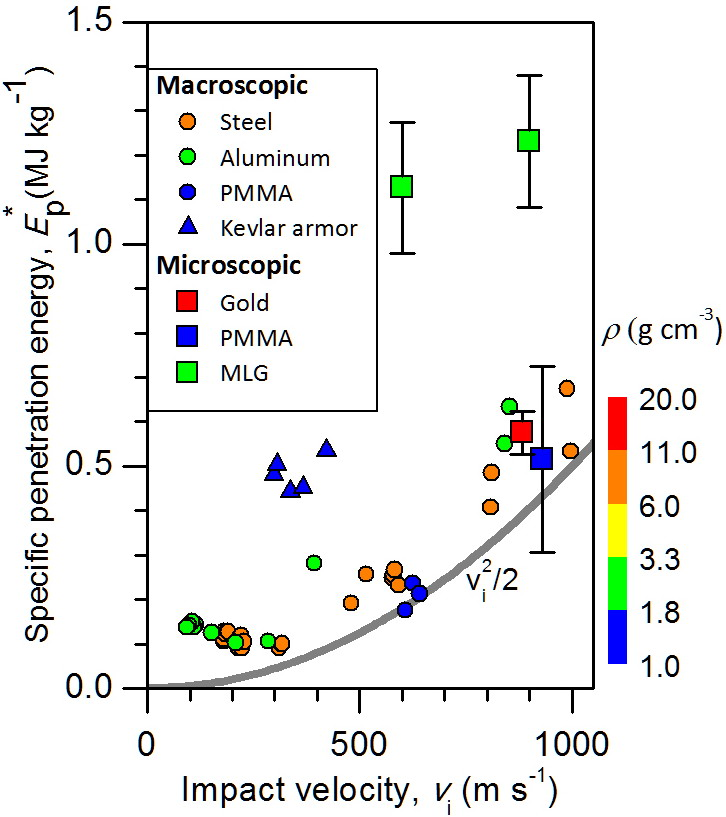 1.5
1.0
0.5
0.0
Specific penetration energy, E*p (MJ kg-1)
Macroscopic
Steel
Aluminum
PMMA
Kevlar armor
Microscopic
Gold
PMMA
MLG
vi2/2
ρ (g cm-3)
20.0
11.0
6.0
3.3
1.8
1.0
0 500 1000
Impact velocity, vi (m s-1)